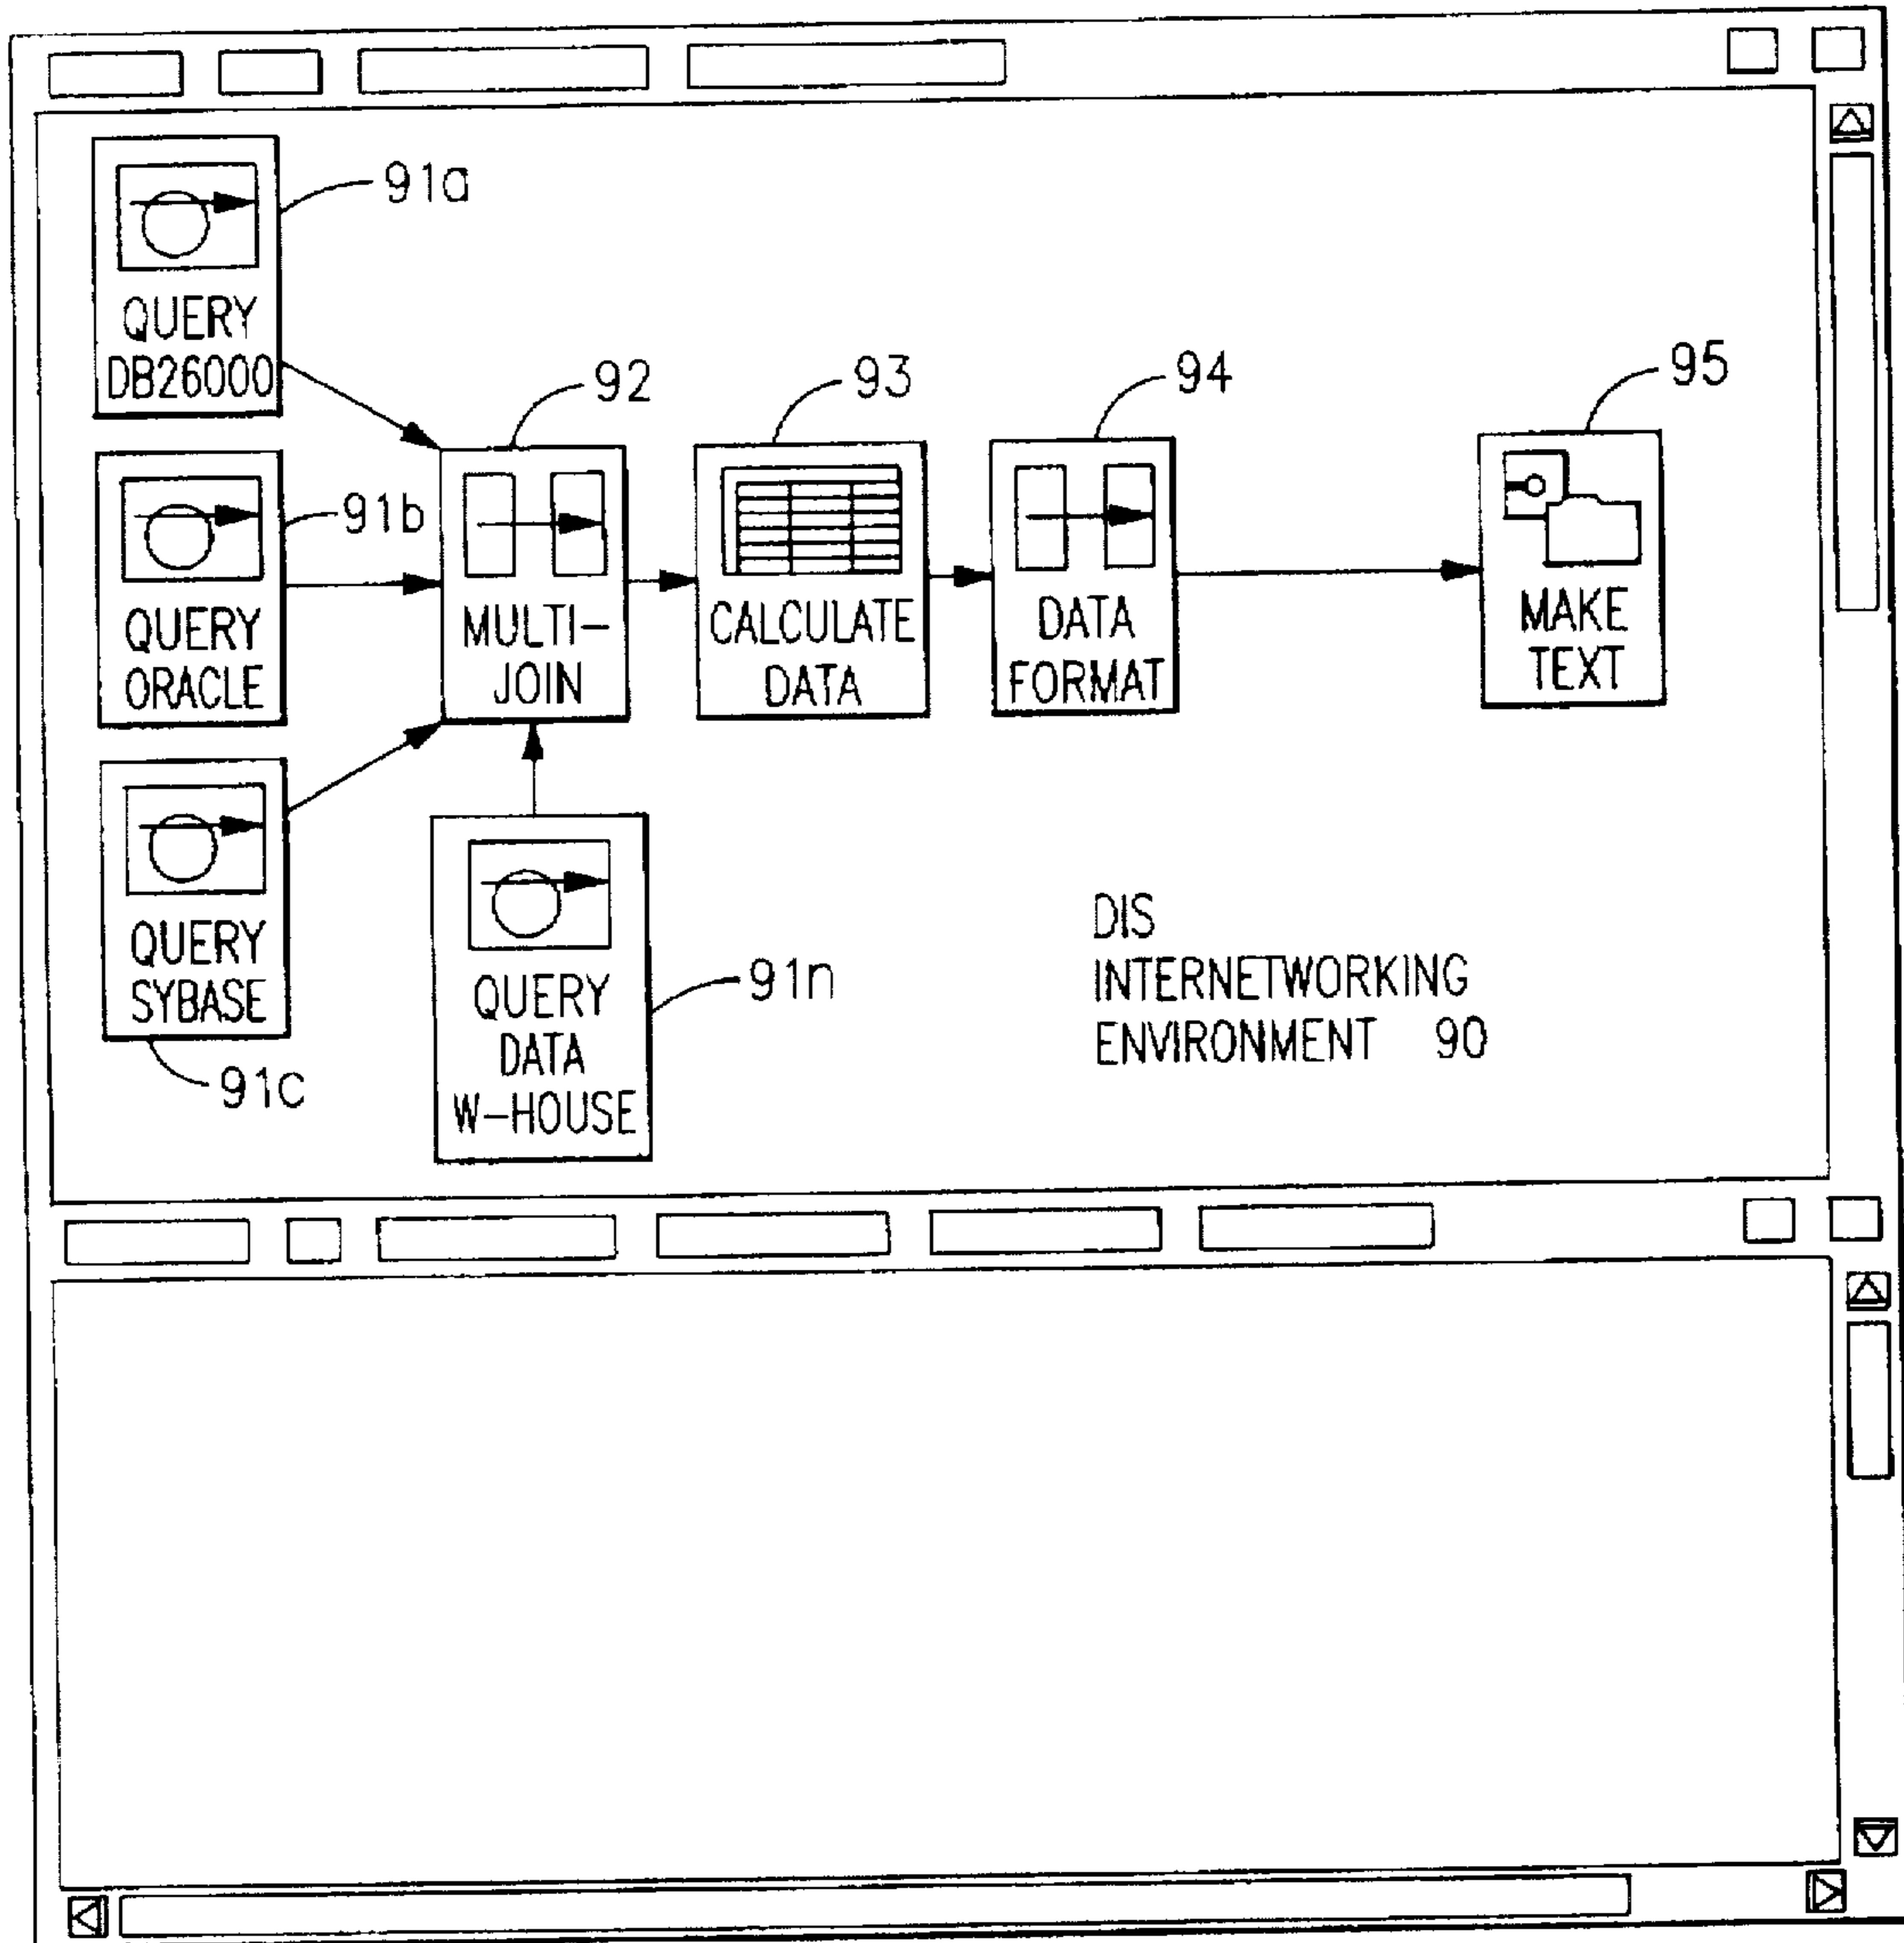 91a
QUERY
DB26000
92
93
94
95
91b
QUERY
ORACLE
MULTI-
JOIN
CALCULATE
DATA
DATA
FORMAT
MAKE
TEXT
QUERY
SYBASE
91c
QUERY
DATA
W-HOUSE
91n
DIS
INTERNETWORKING
ENVIRONMENT 90